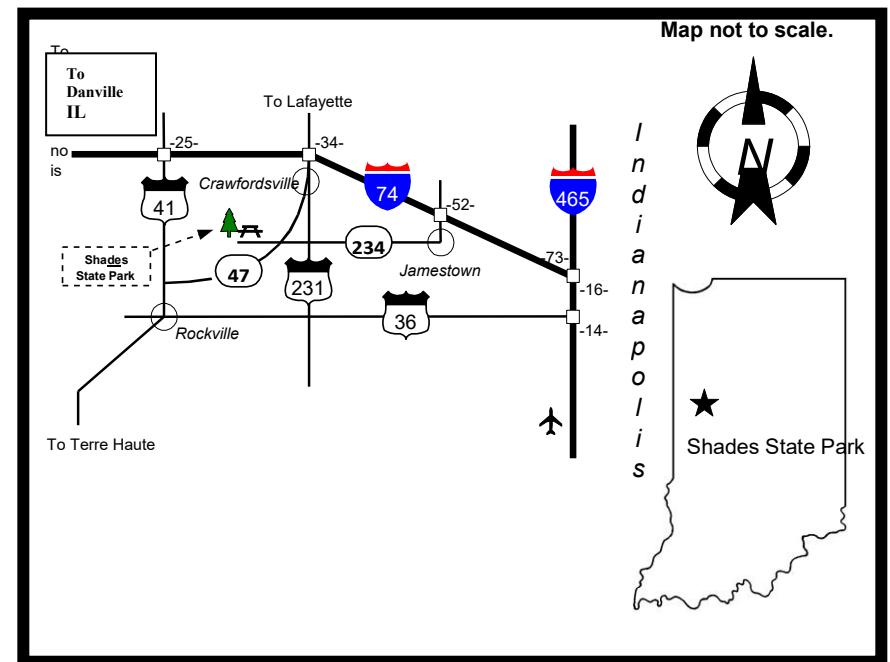 Map not to scale.
To
To
Danville
IL
To Lafayette
no
is
-25-
-34-
Crawfordsville
74
465
41
-52-
N
Shades
State Park
234
47
Jamestown
-73-
231
-16-
36
-14-
Rockville
Indianapolis
To Terre Haute
Shades State Park